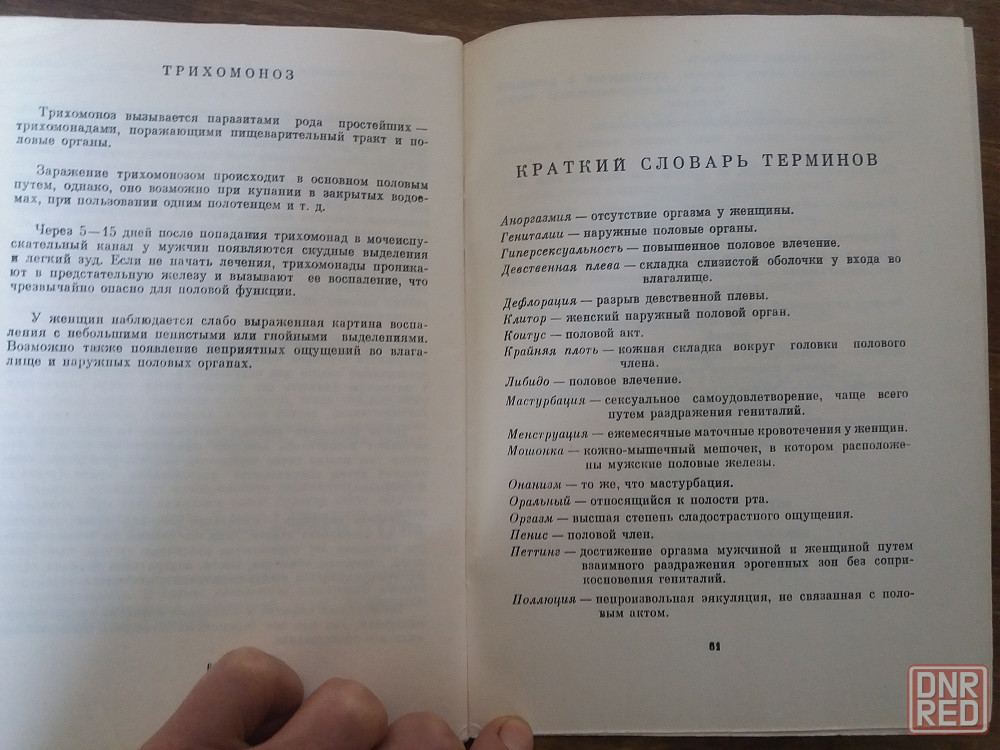 ТРИХОМОНОЗ
Трихомоноз вызывается паразитами рода простейших —
трихомонадами, поражающими пищеварительный тракт и по-
ловые органы.
Заражение трихомонозом происходит в основном половым
путем, однако, оно возможно при купании в закрытых водое-
мах, при пользовании одним полотенцем и т. д.
Через 5—15 дней после попадания трихомонад в мочеиспу-
скательный канал у мужчин появляются скудные выделения
и легкий зуд. Если не начать лечения, трихомонады проника-
ют в предстательную железу и вызывают ее воспаление, что
чрезвычайно опасно для половой функции.
У женщин наблюдается слабо выраженная картина воспа-
ления с небольшими пенистыми или гнойными выделениями.
Возможно также появление неприятных ощущений во влага-
лище и наружных половых органах.
КРАТКИЙ СЛОВАРЬ ТЕРМИНОВ
Аноргазмия — отсутствие оргазма у женщины.
Гениталии — наружные половые органы.
Гиперсексуальность — повышенное половое влечение.
Девственная плева — складка слизистой оболочки у входа во
влагалище.
Дефлорация — разрыв девственной плевы.
Клитор — женский наружный половой орган.
Коитус — половой акт.
Крайняя плоть — кожная складка вокруг головки полового
члена.
Либидо — половое влечение.
Мастурбация — сексуальное самоудовлетворение, чаще всего
путем раздражения гениталий.
Менструация — ежемесячные маточные кровотечения у женщин.
Мошонка — кожно-мышечный мешочек, в котором расположе-
ны мужские половые железы.
Онанизм — то же, что мастурбация.
Оральный — относящийся к полости рта.
Оргазм — высшая степень сладострастного ощущения.
Пенис — половой член.
Петтинг — достижение оргазма мужчиной и женщиной путем
взаимного раздражения эрогенных зон без сопри-
косновения гениталий.
Поллюция — непроизвольная эякуляция, не связанная с поло-
вым актом.
61
DNR
RED